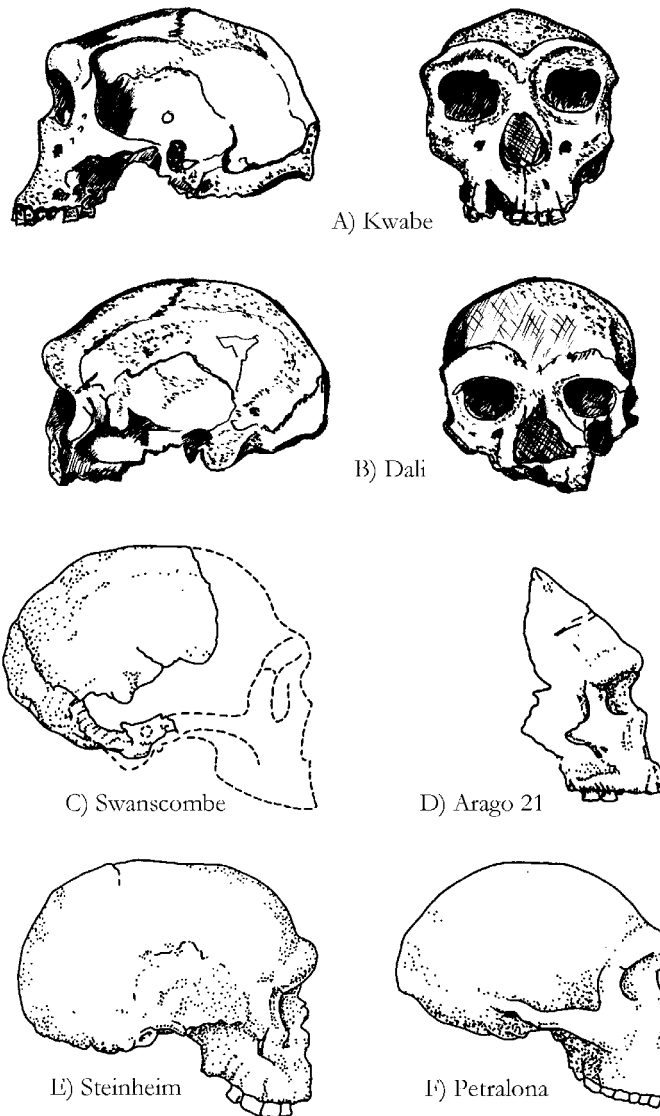 A) Kwabe
B) Dali
C) Swanscombe
D) Arago 21
E) Steinheim
F) Petralona